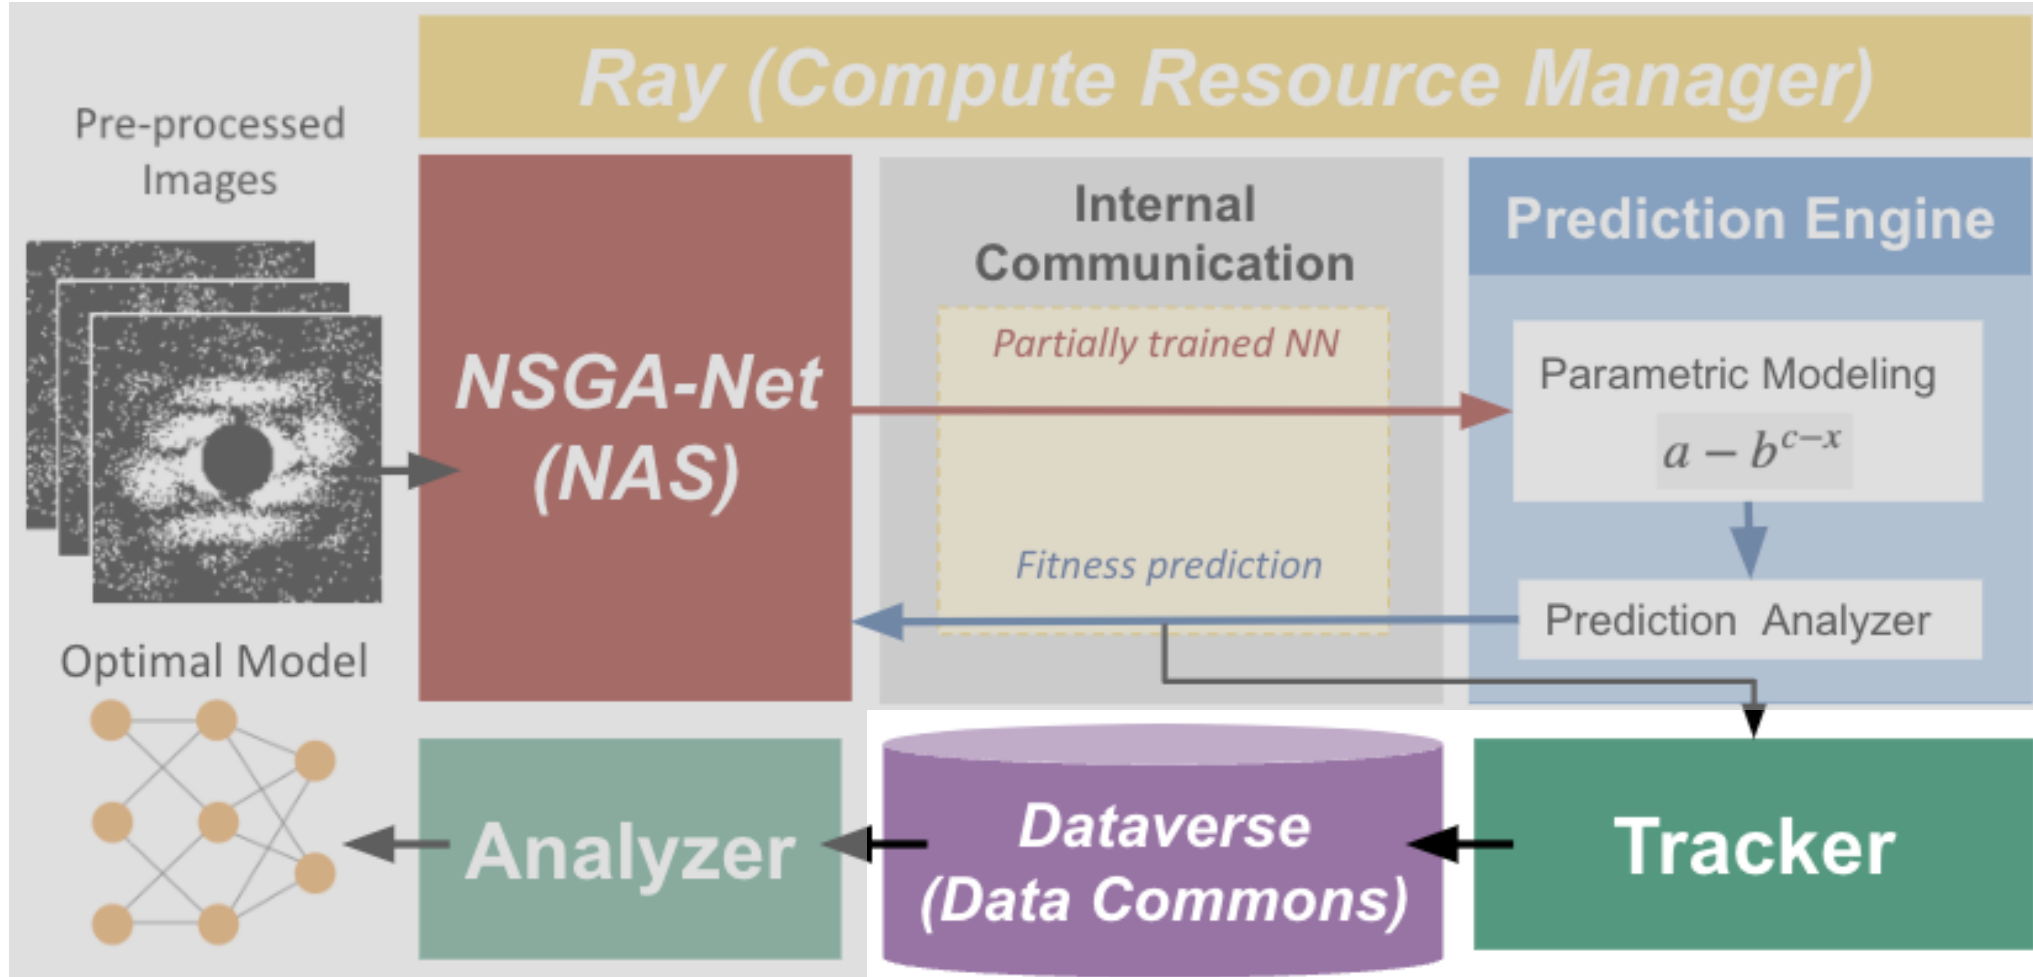 Ray (Compute Resource Manager)
Pre-processed
Images
NSGA-Net
(NAS)
Internal
Communication
Partially trained NN
Fitness prediction
Prediction Engine
Parametric Modeling
a − b^{c−x}
Prediction Analyzer
Optimal Model
Analyzer
Dataverse
(Data Commons)
Tracker